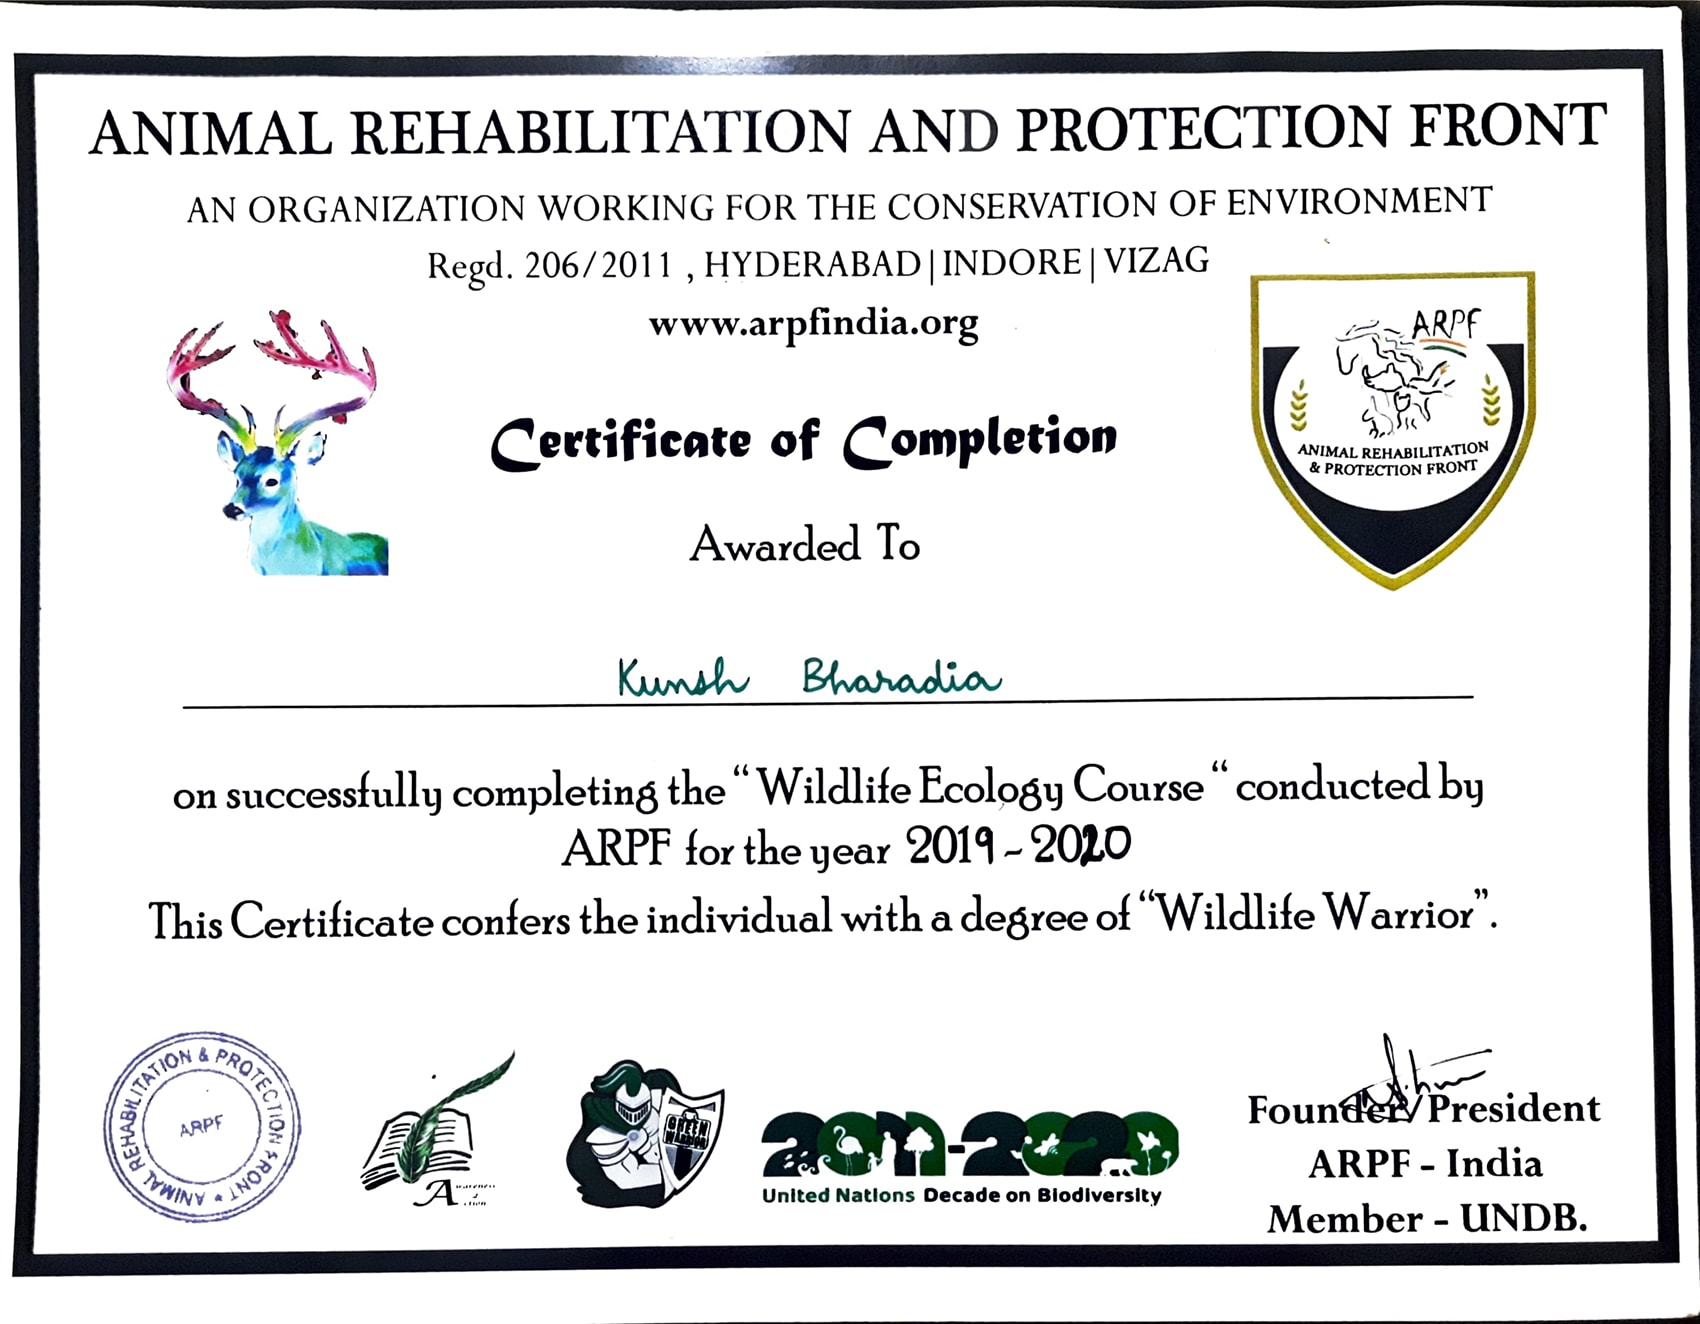 ANIMAL REHABILITATION AND PROTECTION FRONT
AN ORGANIZATION WORKING FOR THE CONSERVATION OF ENVIRONMENT
Regd. 206/2011 , HYDERABAD|INDORE|VIZAG
www.arpfindia.org
ARPF
ANIMAL REHABILITATION
& PROTECTION FRONT
Certificate of Completion
Awarded To
Kunsh Bharadia
on successfully completing the “Wildlife Ecology Course“ conducted by
ARPF for the year 2019-2020
This Certificate confers the individual with a degree of “Wildlife Warrior”.
ANIMAL REHABILITATION & PROTECTION FRONT
ARPF
Awareness
GREEN
WARRIOR
2011-2020
United Nations Decade on Biodiversity
Founder/President
ARPF - India
Member - UNDB.